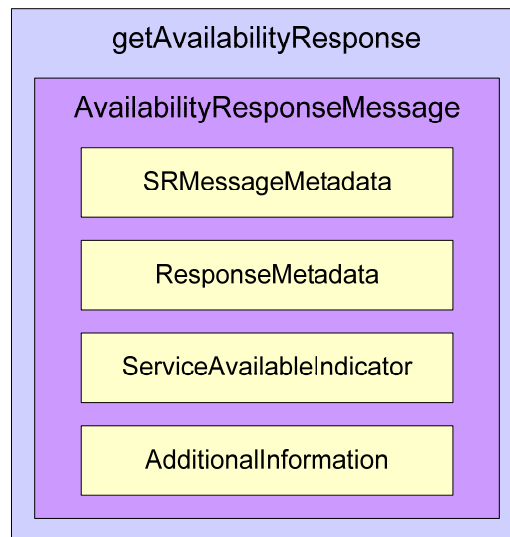 getAvailabilityResponse
AvailabilityResponseMessage
SRMessageMetadata
ResponseMetadata
ServiceAvailableIndicator
AdditionalInformation